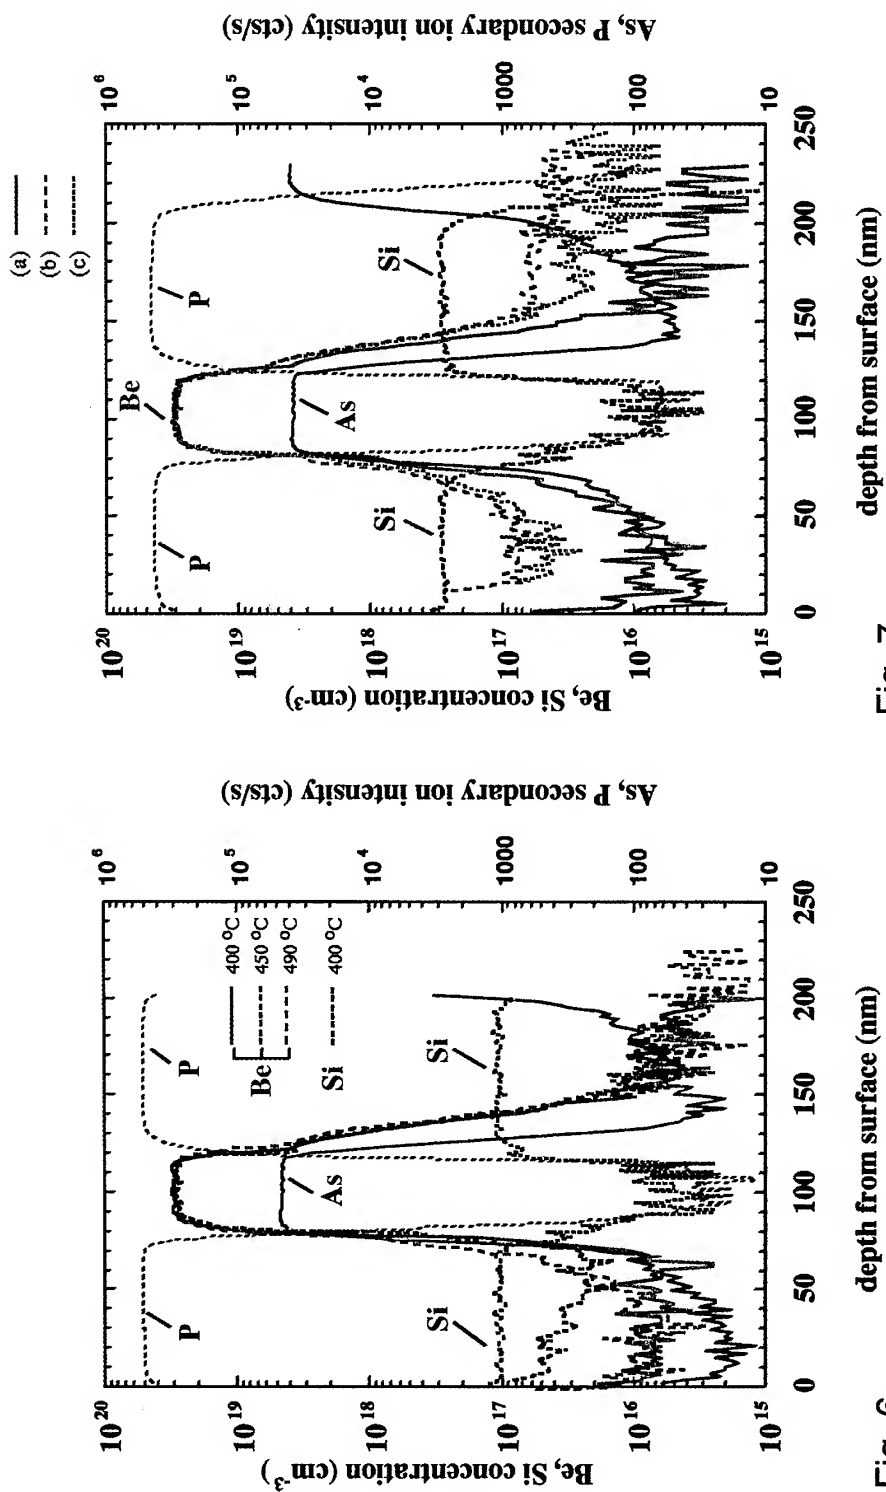 (a)
(b)
(c)
As, P secondary ion intensity (cts/s)
10⁶
10⁵
10⁴
1000
100
10
P
Be
Si
As
P
Si
0
50
100
150
200
250
depth from surface (nm)
10²⁰
10¹⁹
10¹⁸
10¹⁷
10¹⁶
10¹⁵
Be, Si concentration (cm⁻³)
As, P secondary ion intensity (cts/s)
10⁶
10⁵
10⁴
1000
100
10
400 °C
450 °C
490 °C
400 °C
Be
Si
P
Si
As
P
Si
0
50
100
150
200
250
depth from surface (nm)
10²⁰
10¹⁹
10¹⁸
10¹⁷
10¹⁶
10¹⁵
Be, Si concentration (cm⁻³)
Fig.
Fig.